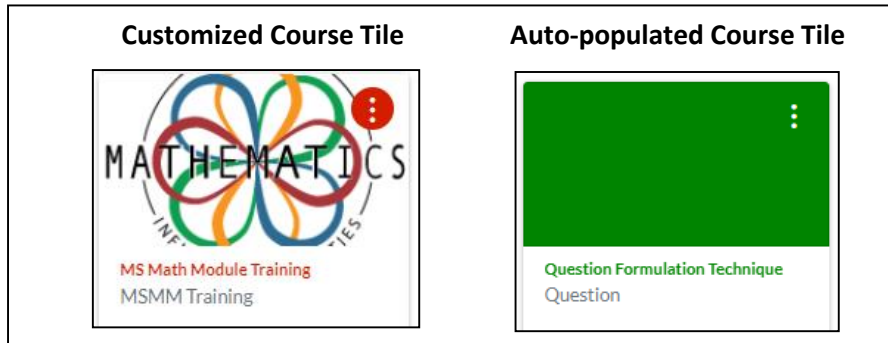 Customized Course Tile
Auto-populated Course Tile
MATHEMATICS
MS Math Module Training
MSMM Training
Question Formulation Technique
Question